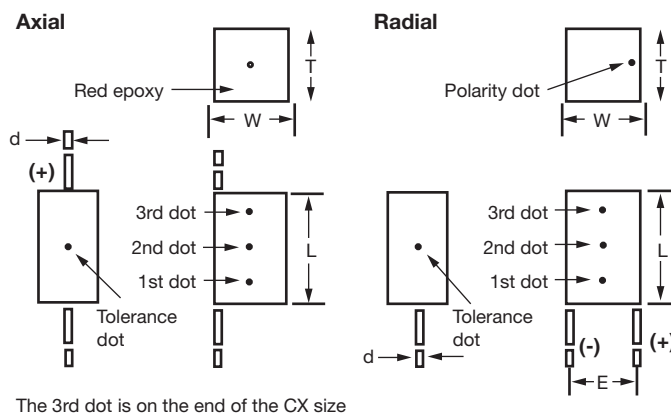 Axial
Red epoxy
T
W
d
(+)
3rd dot
2nd dot
1st dot
L
Tolerance
dot
Radial
Polarity dot
T
W
3rd dot
2nd dot
1st dot
L
Tolerance
dot
d
(-)
(+)
E
The 3rd dot is on the end of the CX size